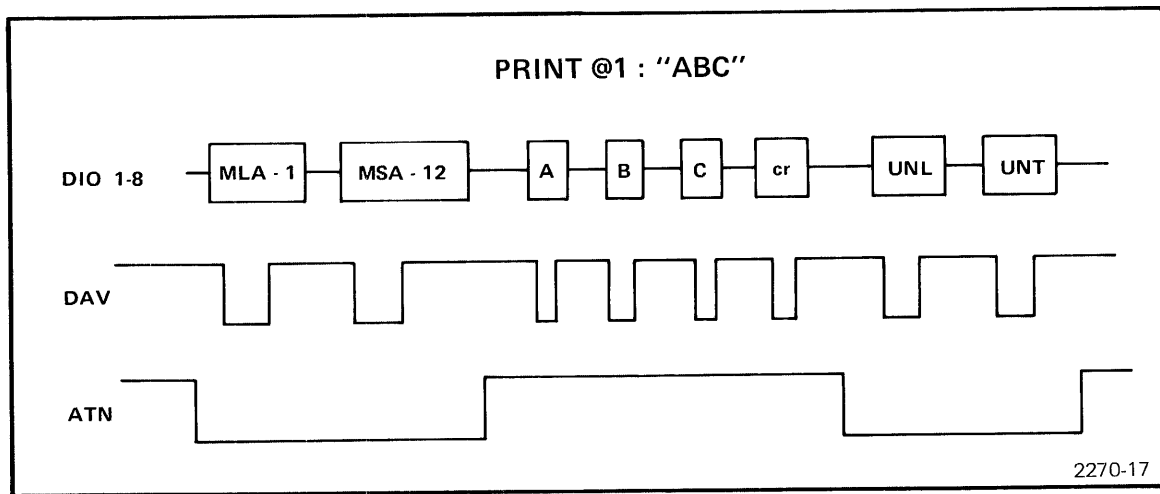 PRINT @1 : "ABC"
DIO 1-8 MLA - 1 MSA - 12 A B C cr UNL UNT
DAV
ATN
2270-17